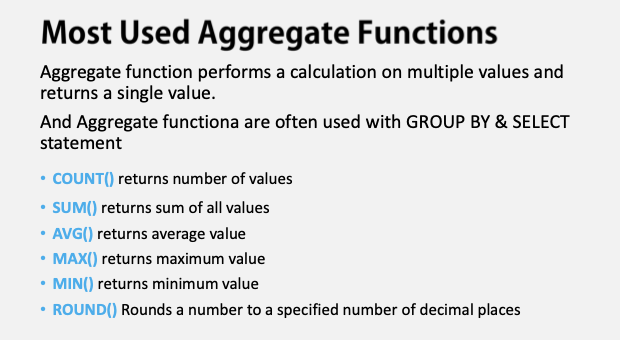 Most Used Aggregate Functions
Aggregate function performs a calculation on multiple values and
returns a single value.
And Aggregate functiona are often used with GROUP BY & SELECT
statement
• COUNT() returns number of values
• SUM() returns sum of all values
• AVG() returns average value
• MAX() returns maximum value
• MIN() returns minimum value
• ROUND() Rounds a number to a specified number of decimal places